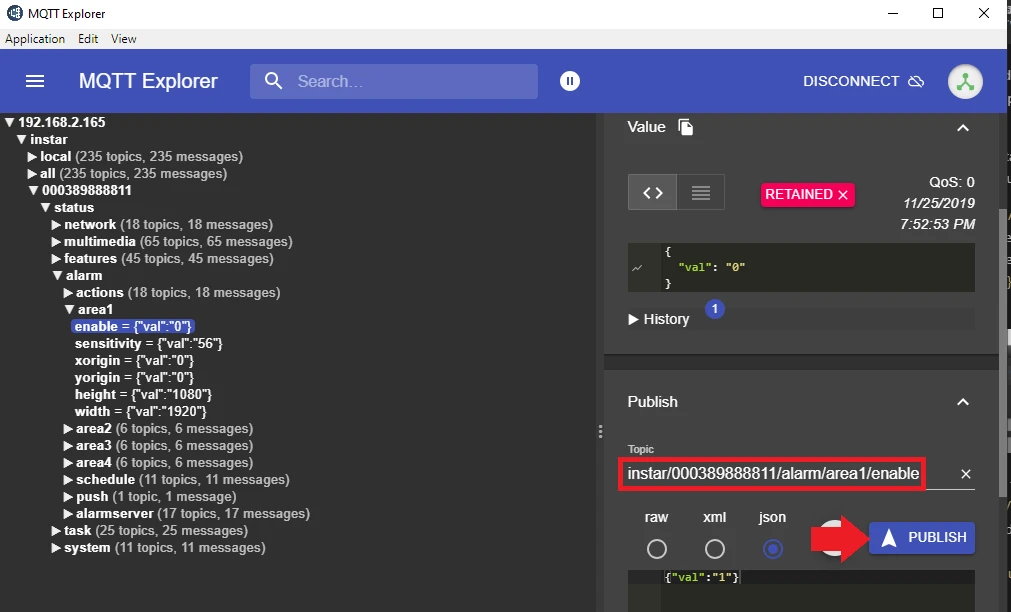 MQTT Explorer
Application Edit View
MQTT Explorer
Search...
DISCONNECT
▼ 192.168.2.165
▼ instar
▶ local (235 topics, 235 messages)
▶ all (235 topics, 235 messages)
▼ 000389888811
▼ status
▶ network (18 topics, 18 messages)
▶ multimedia (65 topics, 65 messages)
▶ features (45 topics, 45 messages)
▼ alarm
▶ actions (18 topics, 18 messages)
▼ area1
enable = {"val":"0"}
sensitivity = {"val":"56"}
xorigin = {"val":"0"}
yorigin = {"val":"0"}
height = {"val":"1080"}
width = {"val":"1920"}
▶ area2 (6 topics, 6 messages)
▶ area3 (6 topics, 6 messages)
▶ area4 (6 topics, 6 messages)
▶ schedule (11 topics, 11 messages)
▶ push (1 topic, 1 message)
▶ alarmserver (17 topics, 17 messages)
▶ task (25 topics, 25 messages)
▶ system (11 topics, 11 messages)
Value
RETAINED
QoS: 0
11/25/2019
7:52:53 PM
{
"val": "0"
}
▶ History 1
Publish
Topic
instar/000389888811/alarm/area1/enable
raw xml json
PUBLISH
{"val":"1"}